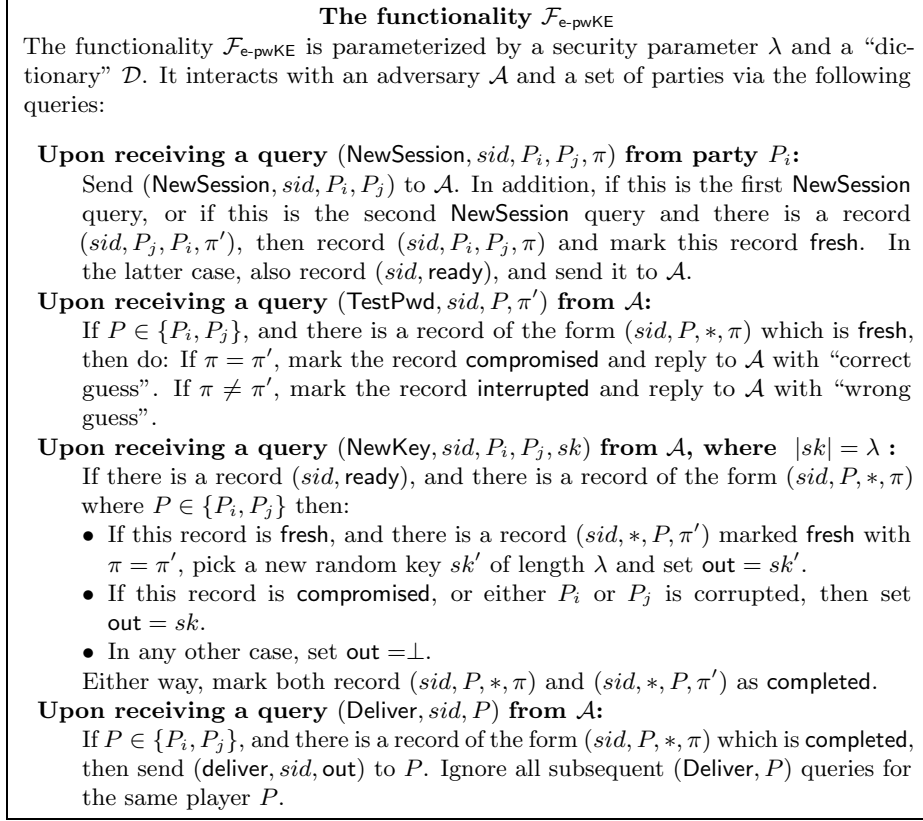 The functionality F_e-pwKE
The functionality F_e-pwKE is parameterized by a security parameter λ and a “dic-
tionary” D. It interacts with an adversary A and a set of parties via the following
queries:
Upon receiving a query (NewSession, sid, P_i, P_j, π) from party P_i:
Send (NewSession, sid, P_i, P_j) to A. In addition, if this is the first NewSession
query, or if this is the second NewSession query and there is a record
(sid, P_j, P_i, π′), then record (sid, P_i, P_j, π) and mark this record fresh. In
the latter case, also record (sid, ready), and send it to A.
Upon receiving a query (TestPwd, sid, P, π′) from A:
If P ∈ {P_i, P_j}, and there is a record of the form (sid, P, ∗, π) which is fresh,
then do: If π = π′, mark the record compromised and reply to A with “correct
guess”. If π ≠ π′, mark the record interrupted and reply to A with “wrong
guess”.
Upon receiving a query (NewKey, sid, P_i, P_j, sk) from A, where |sk| = λ :
If there is a record (sid, ready), and there is a record of the form (sid, P, ∗, π)
where P ∈ {P_i, P_j} then:
• If this record is fresh, and there is a record (sid, ∗, P, π′) marked fresh with
π = π′, pick a new random key sk′ of length λ and set out = sk′.
• If this record is compromised, or either P_i or P_j is corrupted, then set
out = sk.
• In any other case, set out =⊥.
Either way, mark both record (sid, P, ∗, π) and (sid, ∗, P, π′) as completed.
Upon receiving a query (Deliver, sid, P) from A:
If P ∈ {P_i, P_j}, and there is a record of the form (sid, P, ∗, π) which is completed,
then send (deliver, sid, out) to P. Ignore all subsequent (Deliver, P) queries for
the same player P.